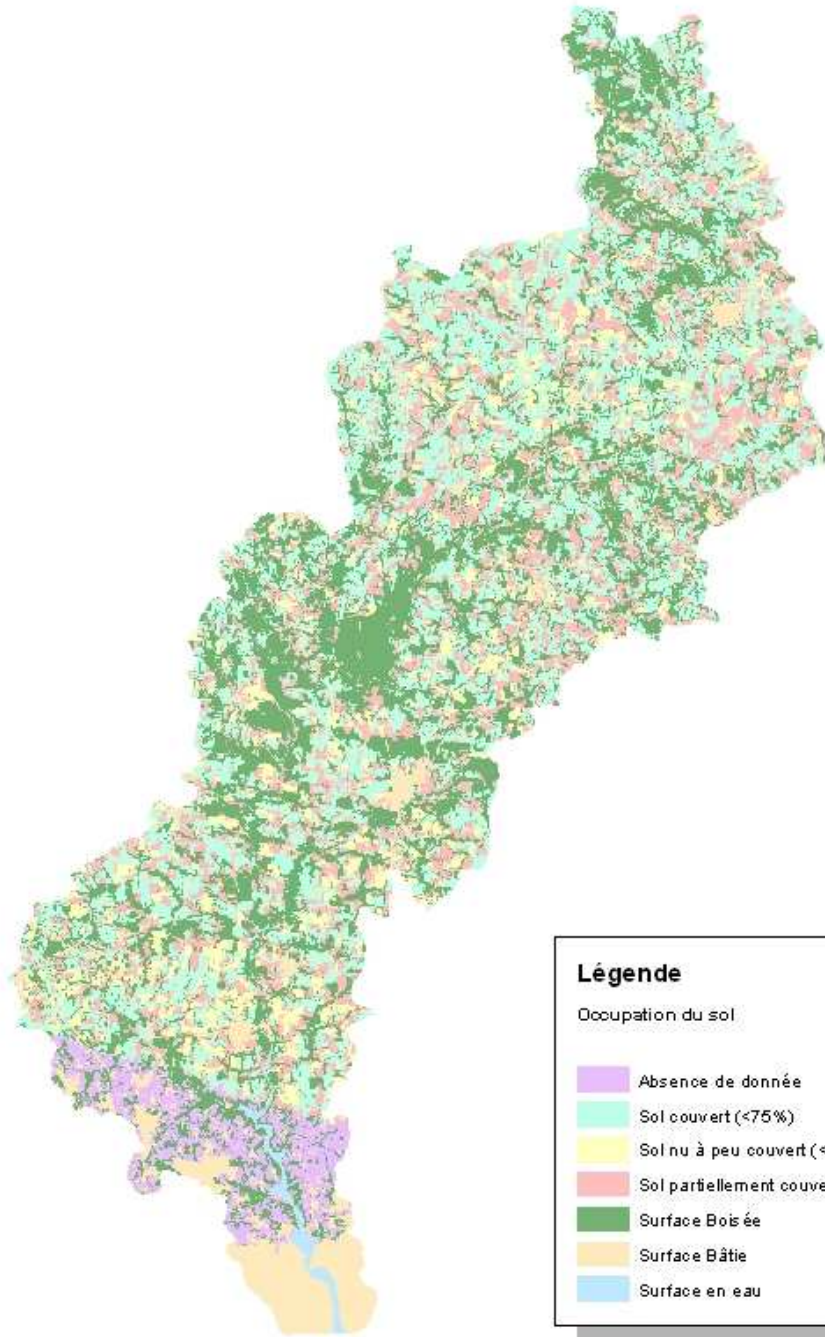 Légende
Occupation du sol
Absence de donnée
Sol couvert (<75%)
Sol nu à peu couvert (<
Sol partiellement
Surface Boisée
Surface Bâtie
Surface en eau